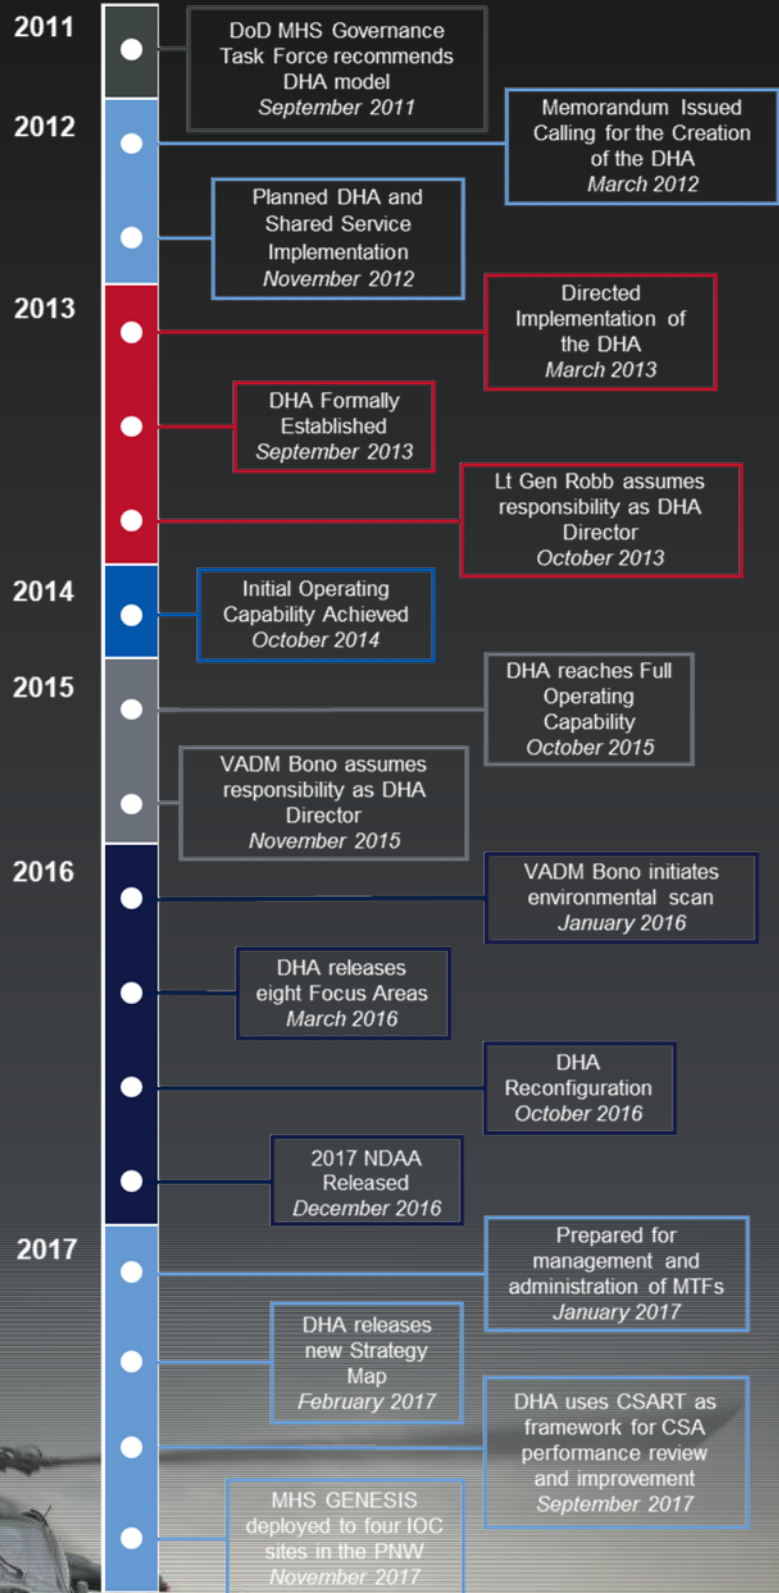 2011
DoD MHS Governance
Task Force recommends
DHA model
September 2011
2012
Memorandum Issued
Calling for the Creation
of the DHA
March 2012
Planned DHA and
Shared Service
Implementation
November 2012
2013
Directed
Implementation of
the DHA
March 2013
DHA Formally
Established
September 2013
Lt Gen Robb assumes
responsibility as DHA
Director
October 2013
2014
Initial Operating
Capability Achieved
October 2014
2015
DHA reaches Full
Operating
Capability
October 2015
VADM Bono assumes
responsibility as DHA
Director
November 2015
2016
VADM Bono initiates
environmental scan
January 2016
DHA releases
eight Focus Areas
March 2016
DHA
Reconfiguration
October 2016
2017 NDAA
Released
December 2016
2017
Prepared for
management and
administration of MTFs
January 2017
DHA releases
new Strategy
Map
February 2017
DHA uses CSART as
framework for CSA
performance review
and improvement
September 2017
MHS GENESIS
deployed to four IOC
sites in the PNW
November 2017